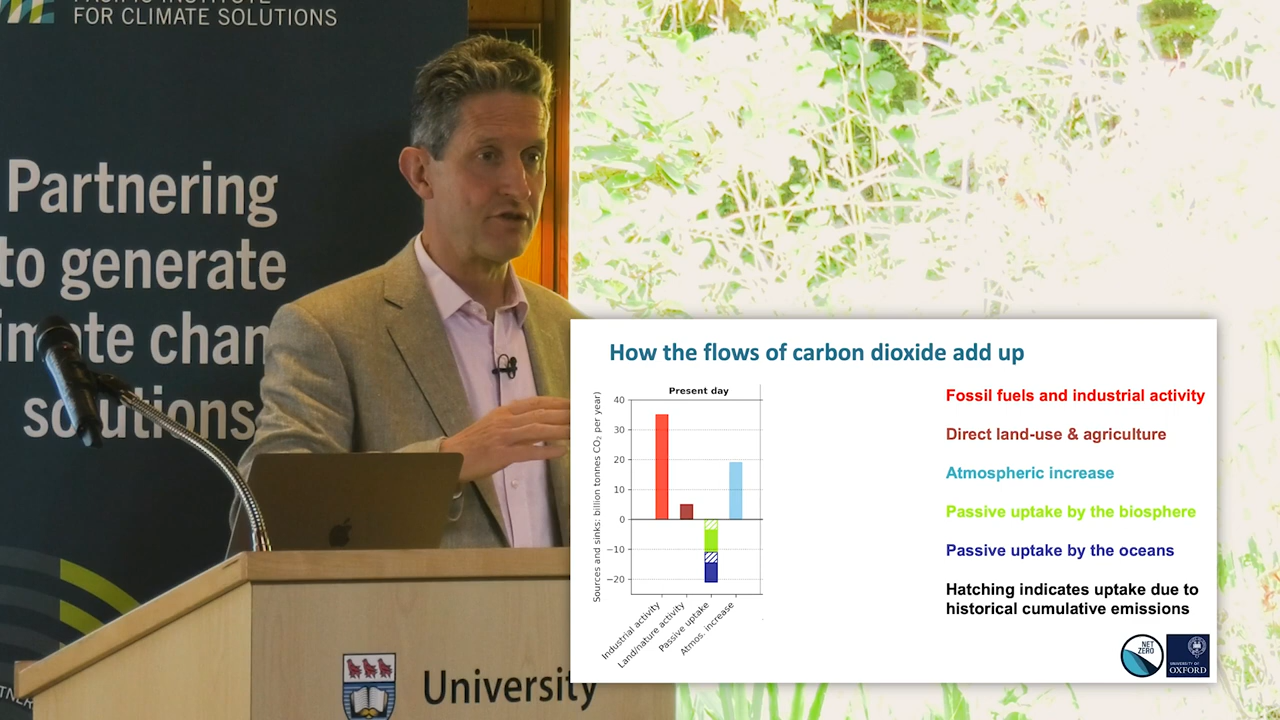 PACIFIC INSTITUTE
FOR CLIMATE SOLUTIONS
Partnering
to generate
imate chan
solutions
University
How the flows of carbon dioxide add up
Present day
Sources and sinks: billion tonnes CO₂ per year)
40
30
20
10
0
−10
−20
Industrial activity
Land/nature activity
Passive uptake
Atmos. increase
Fossil fuels and industrial activity
Direct land-use & agriculture
Atmospheric increase
Passive uptake by the biosphere
Passive uptake by the oceans
Hatching indicates uptake due to
historical cumulative emissions
NET
ZERO
UNIVERSITY OF
OXFORD